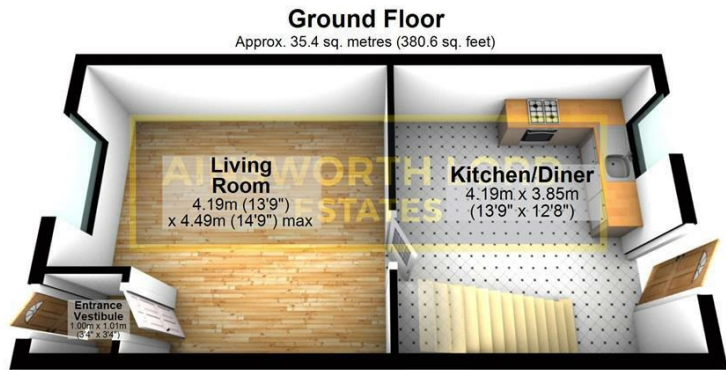 Ground Floor
Approx. 35.4 sq. metres (380.6 sq. feet)
Living
Room
4.19m (13'9")
x 4.49m (14'9") max
Kitchen/Diner
4.19m x 3.85m
(13'9" x 12'8")
Entrance
Vestibule
1.00m x 1.01m
(3'4" x 3'4")
ESTATES